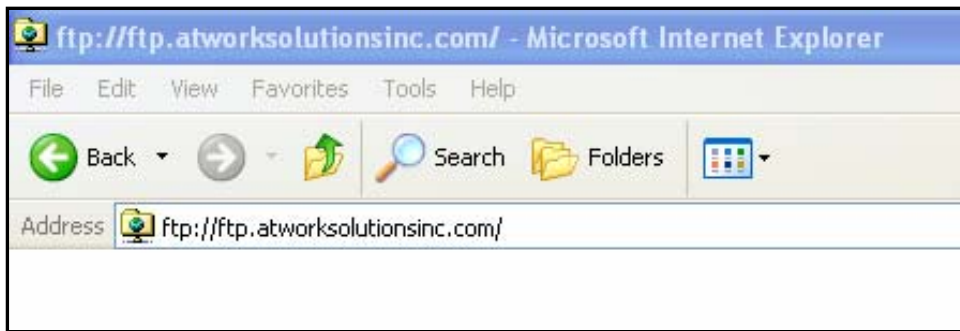 ftp://ftp.atworksolutionsinc.com/ - Microsoft Internet Explorer
File Edit View Favorites Tools Help
Back Search Folders
Address ftp://ftp.atworksolutionsinc.com/